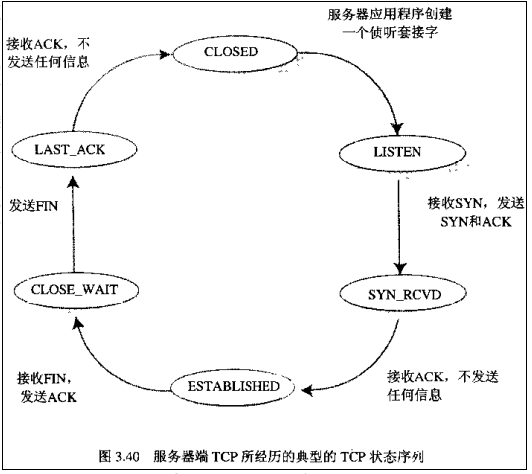 服务器应用程序创建
一个侦听套接字
接收ACK，不
发送任何信息
CLOSED
LAST_ACK
LISTEN
发送FIN
接收SYN，发送
SYN和ACK
CLOSE_WAIT
SYN_RCVD
接收FIN，
发送ACK
ESTABLISHED
接收ACK，不发送
任何信息
图 3.40 服务器端 TCP 所经历的典型的 TCP 状态序列